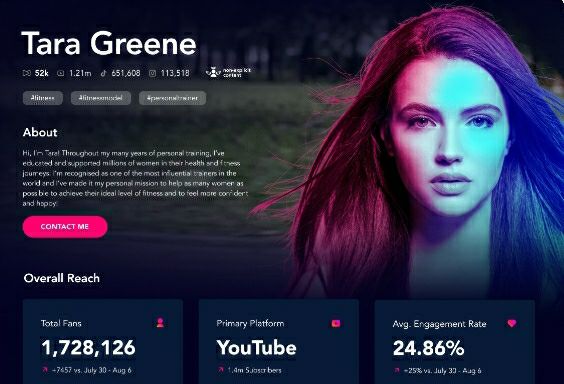 Tara Greene
52k 1.21m 651,608 113,518 non-explicit content
#fitness #fitnessmodel #personaltrainer
About
Hi, I'm Tara! Throughout my many years of personal training, I've
educated and supported millions of women in their health and fitness
journeys. I'm recognised as one of the most influential trainers in the
world and I've made it my personal mission to help as many women as
possible to achieve their ideal level of fitness and to feel more confident
and happy!
CONTACT ME
Overall Reach
Total Fans
1,728,126
+7457 vs. July 30 - Aug 6
Primary Platform
YouTube
1.4m Subscribers
Avg. Engagement Rate
24.86%
+25% vs. July 30 - Aug 6